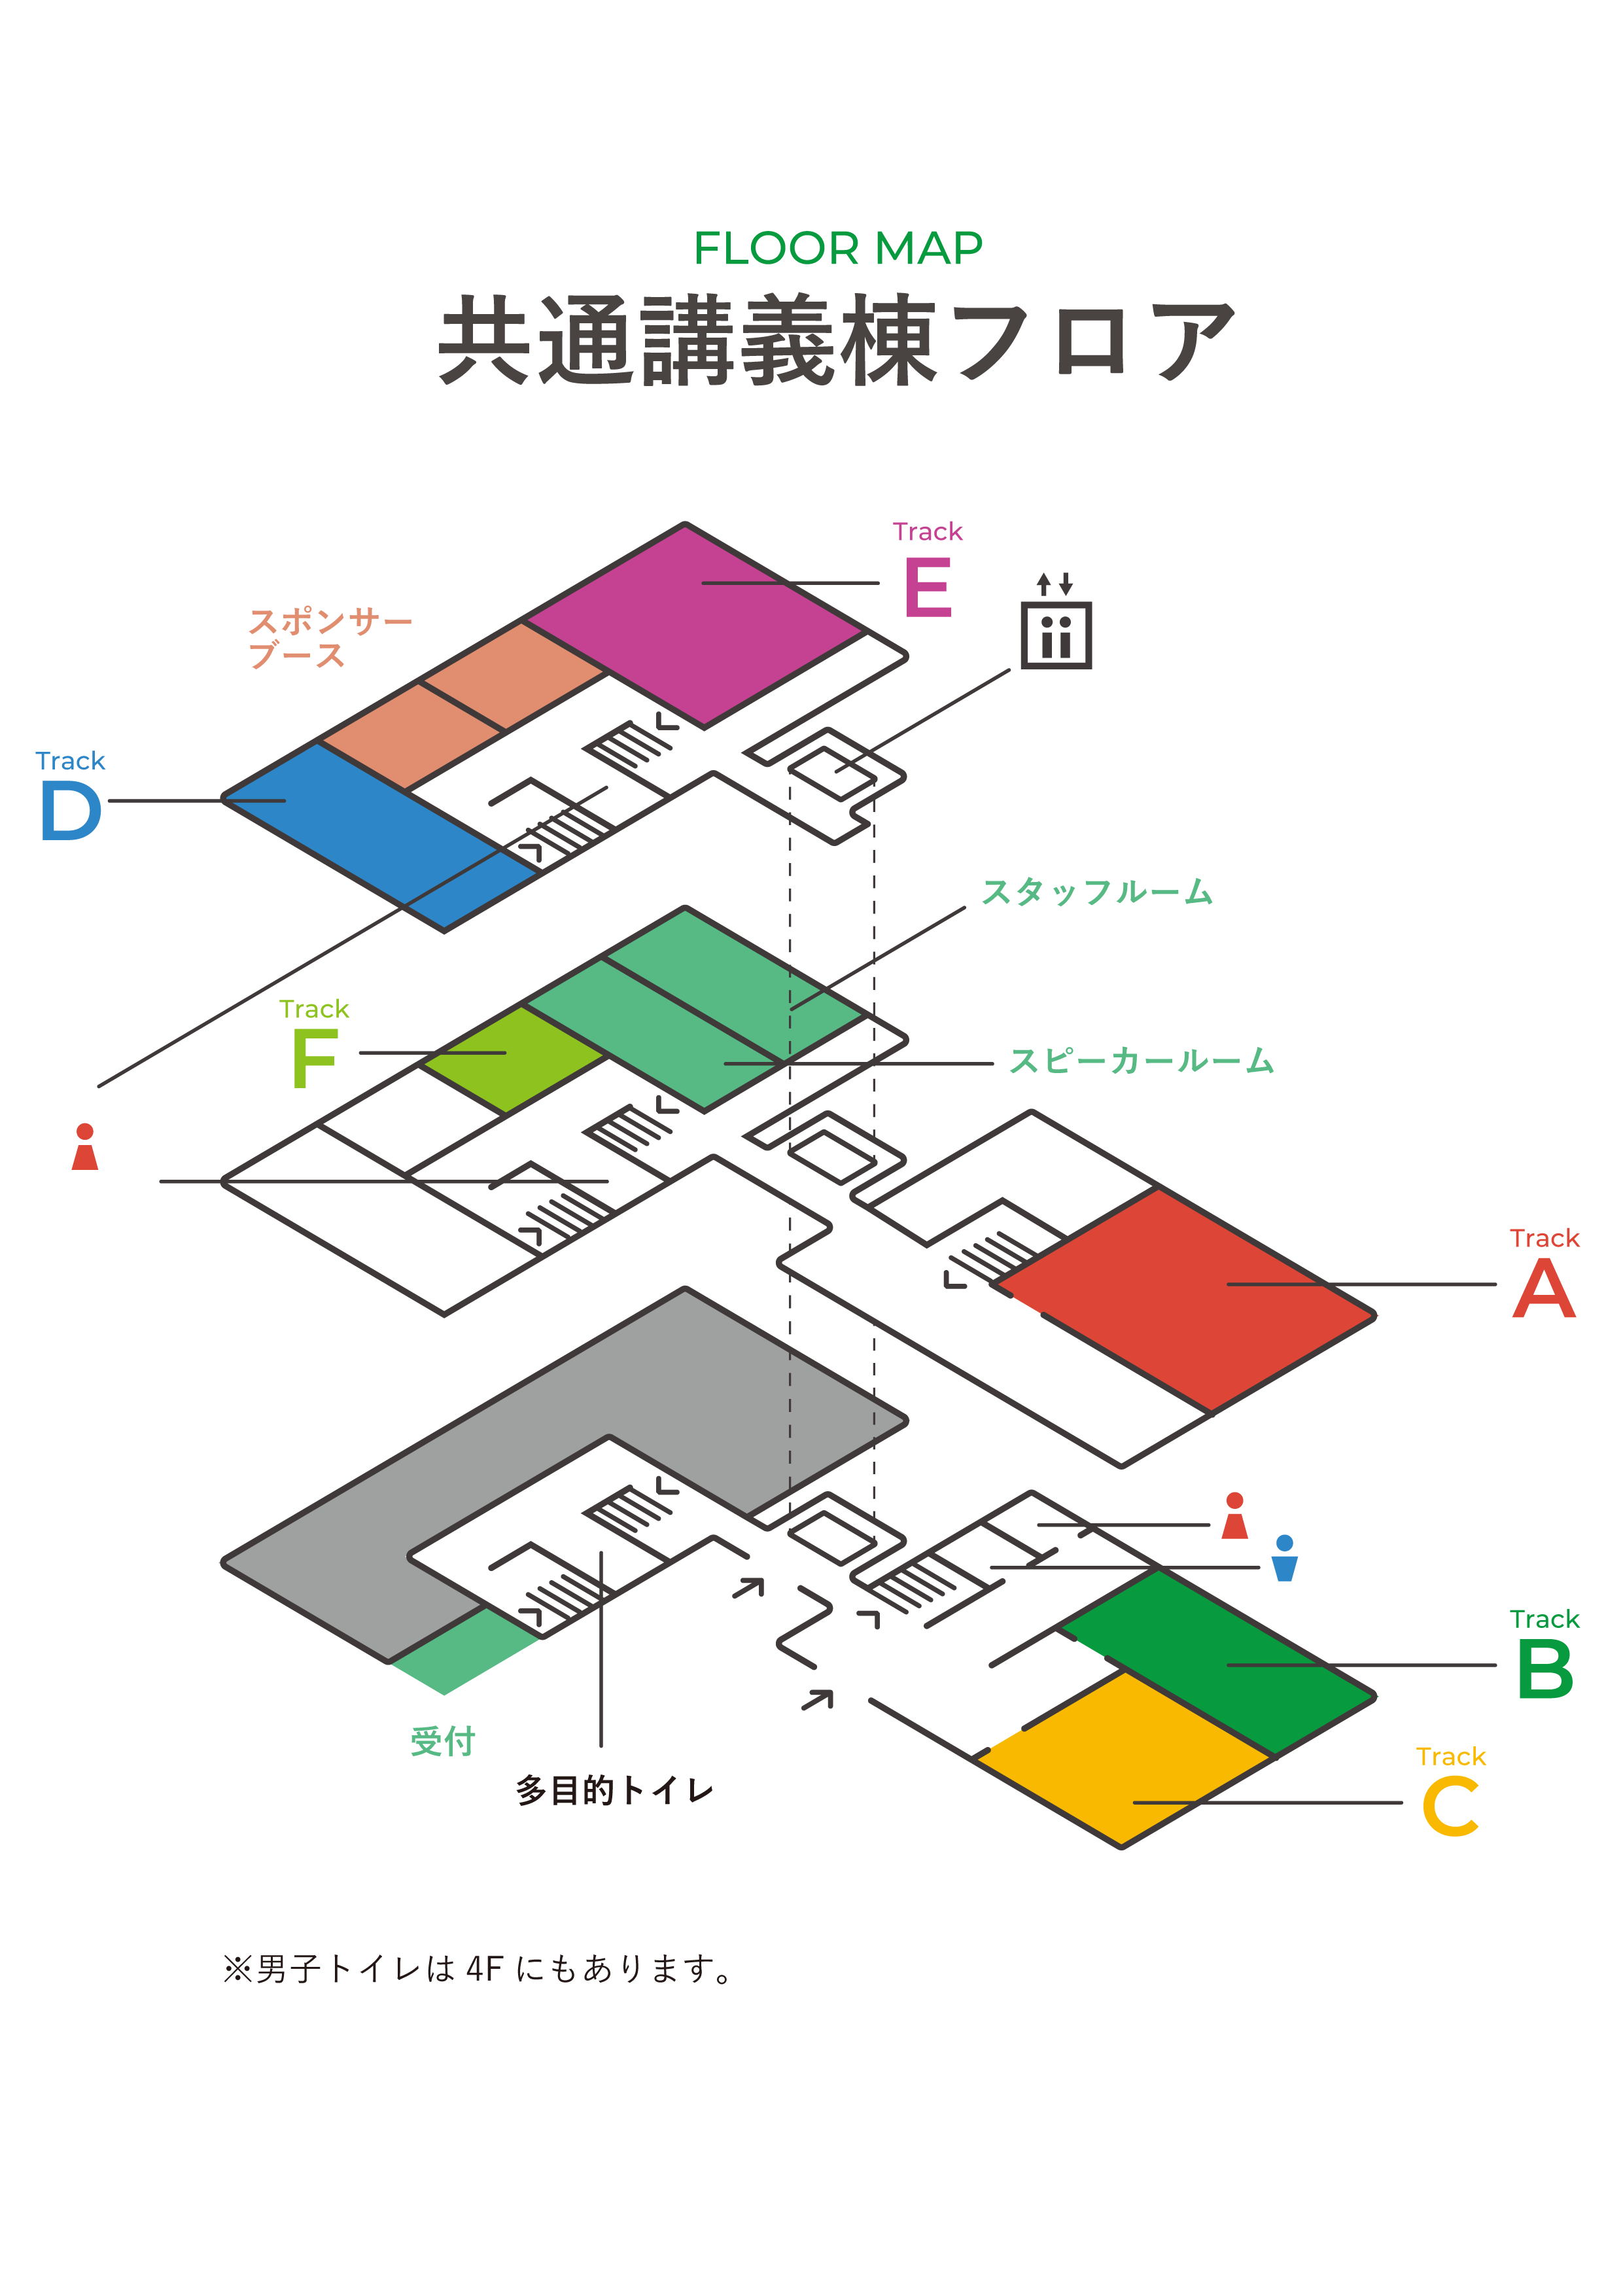 FLOOR MAP
共通講義棟フロア
Track
E
スポンサー
ブース
Track
D
スタッフルーム
Track
F
スピーカールーム
Track
A
Track
B
受付
Track
C
多目的トイレ
※男子トイレは 4F にもあります。